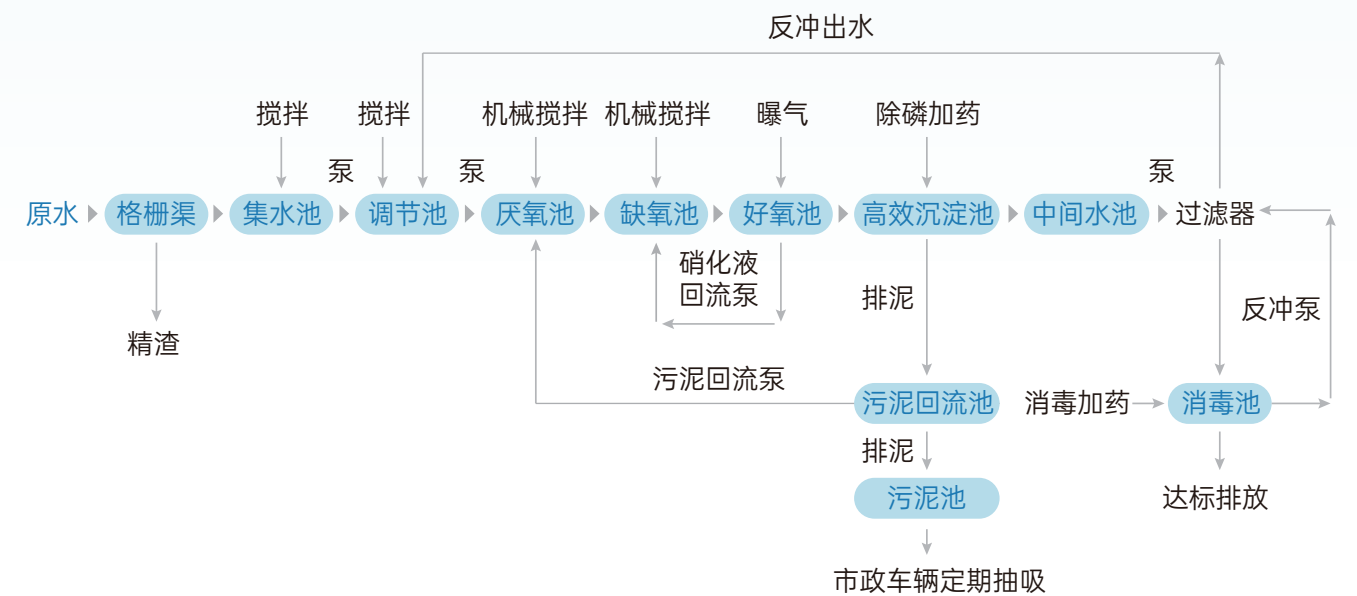 反冲出水
搅拌
搅拌
机械搅拌
机械搅拌
曝气
除磷加药
泵
泵
泵
原水
格栅渠
集水池
调节池
厌氧池
缺氧池
好氧池
高效沉淀池
中间水池
过滤器
硝化液
回流泵
排泥
反冲泵
精渣
污泥回流泵
污泥回流池
消毒加药
消毒池
排泥
污泥池
达标排放
市政车辆定期抽吸